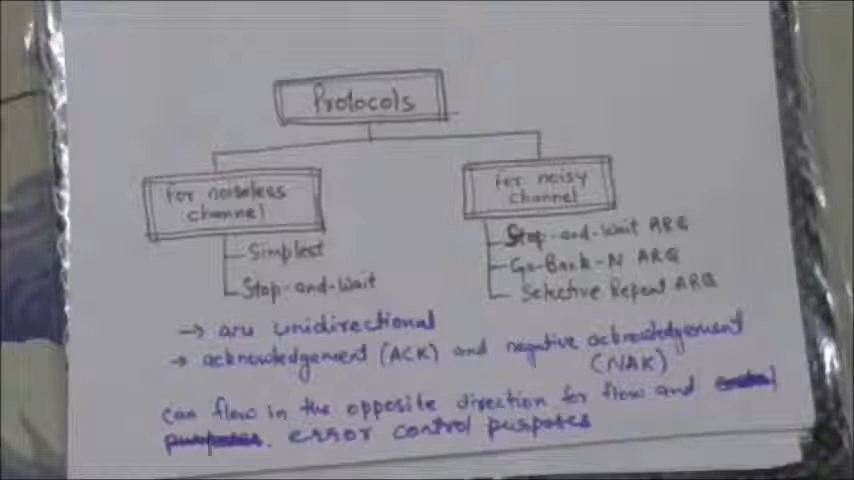 Protocols
For noiseless
channel
For noisy
channel
Simplest
Stop-and-Wait
Stop-and-Wait ARQ
Go-Back-N ARQ
Selective Repeat ARQ
→ are unidirectional
→ acknowledgement (ACK) and negative acknowledgement
(NAK)
can flow in the opposite direction for flow and
error control purposes